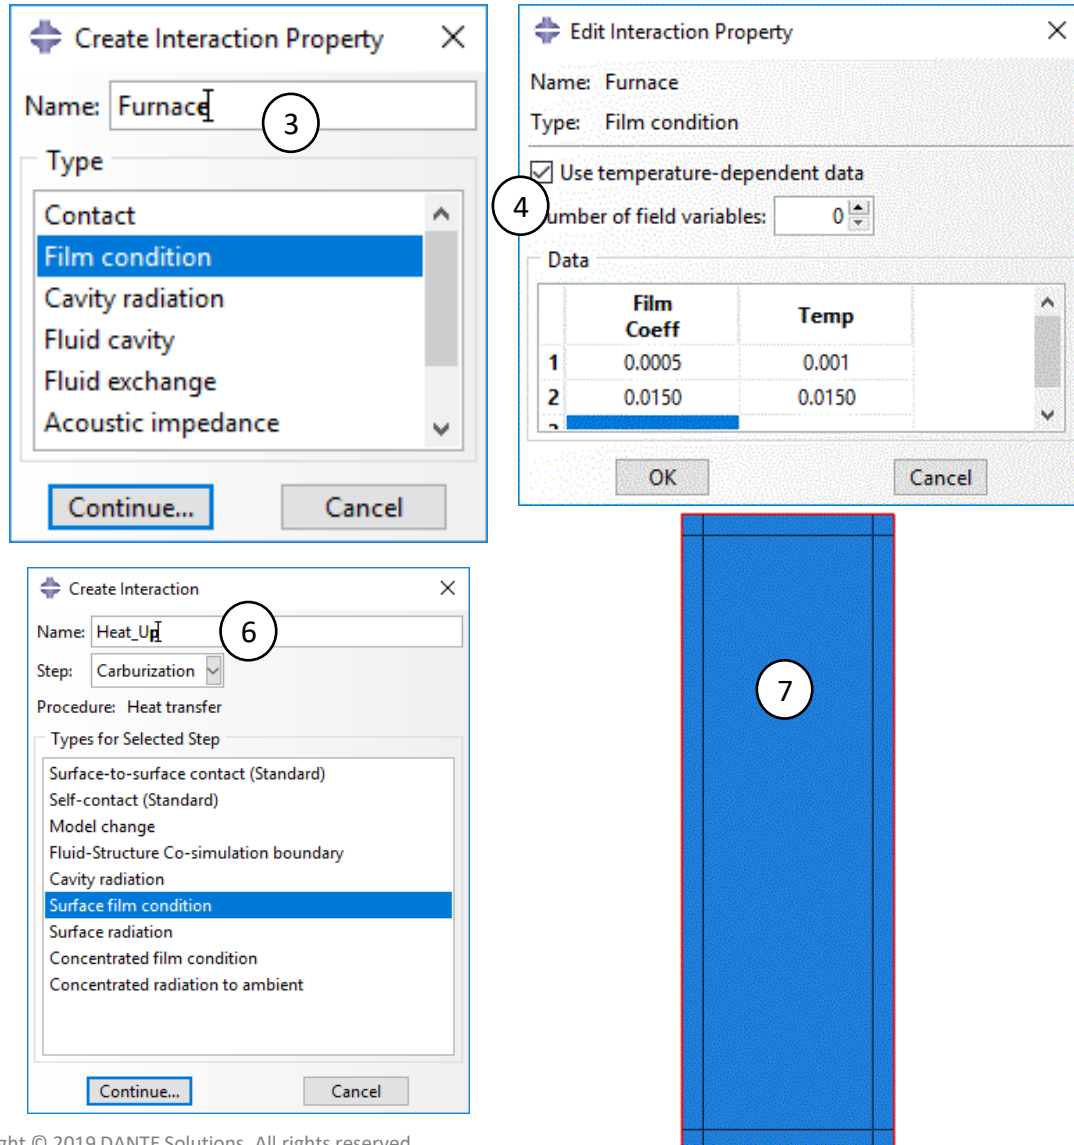 Create Interaction Property
Name: Furnace
3
Type
Contact
Film condition
Cavity radiation
Fluid cavity
Fluid exchange
Acoustic impedance
Continue... Cancel
Edit Interaction Property
Name: Furnace
Type: Film condition
Use temperature-dependent data
4
umber of field variables: 0
Data
Film Coeff Temp
1 0.0005 0.001
2 0.0150 0.0150
OK Cancel
Create Interaction
Name: Heat_Up
6
Step: Carburization
Procedure: Heat transfer
Types for Selected Step
Surface-to-surface contact (Standard)
Self-contact (Standard)
Model change
Fluid-Structure Co-simulation boundary
Cavity radiation
Surface film condition
Surface radiation
Concentrated film condition
Concentrated radiation to ambient
Continue... Cancel
7
ght © 2019 DANTE Solutions. All rights reserved